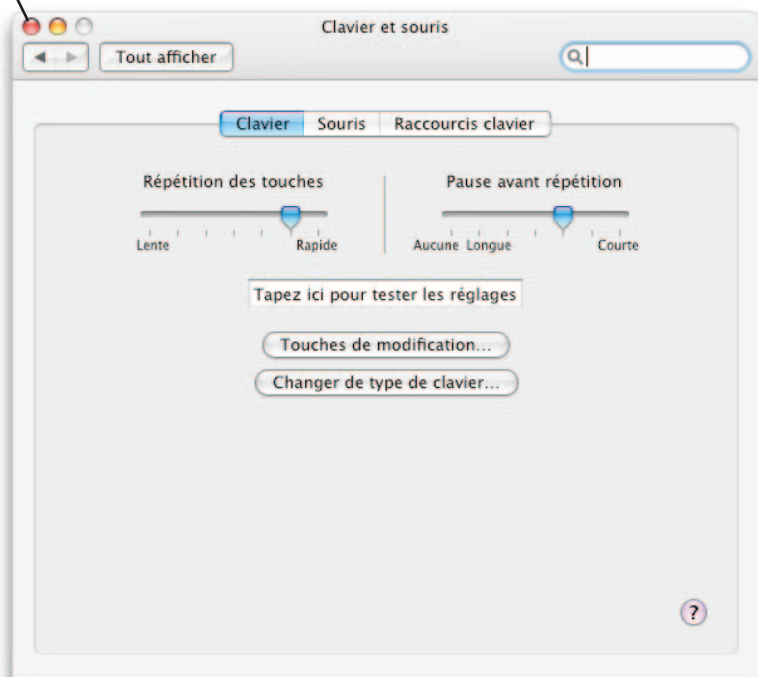 Clavier et souris
Tout afficher
Clavier Souris Raccourcis clavier
Répétition des touches Pause avant répétition
Lente Rapide Aucune Longue Courte
Tapez ici pour tester les réglages
Touches de modification...
Changer de type de clavier...
?